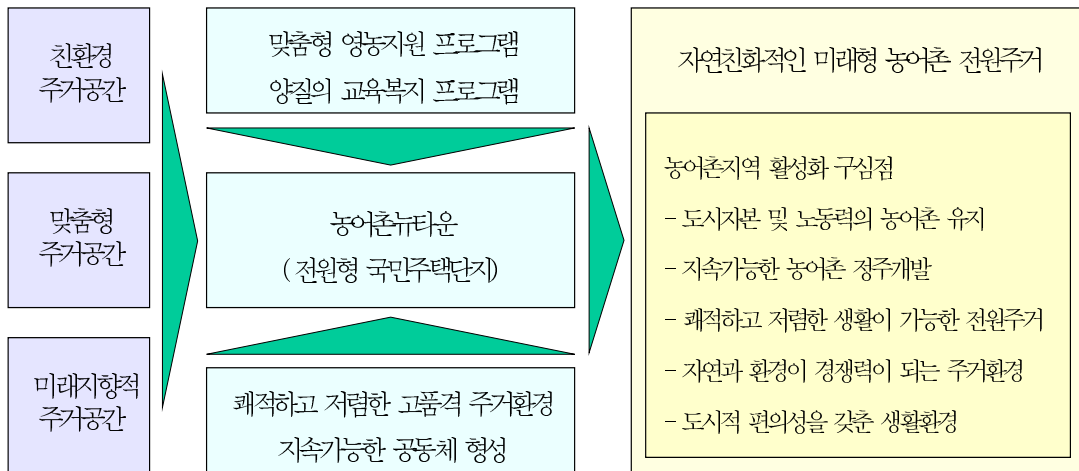 친환경
주거공간
맞춤형
주거공간
미래지향적
주거공간
맞춤형 영농지원 프로그램
양질의 교육복지 프로그램
농어촌뉴타운
( 전원형 국민주택단지)
쾌적하고 저렴한 고품격 주거환경
지속가능한 공동체 형성
자연친화적인 미래형 농어촌 전원주거
농어촌지역 활성화 구심점
- 도시자본 및 노동력의 농어촌 유지
- 지속가능한 농어촌 정주개발
- 쾌적하고 저렴한 생활이 가능한 전원주거
- 자연과 환경이 경쟁력이 되는 주거환경
- 도시적 편의성을 갖춘 생활환경